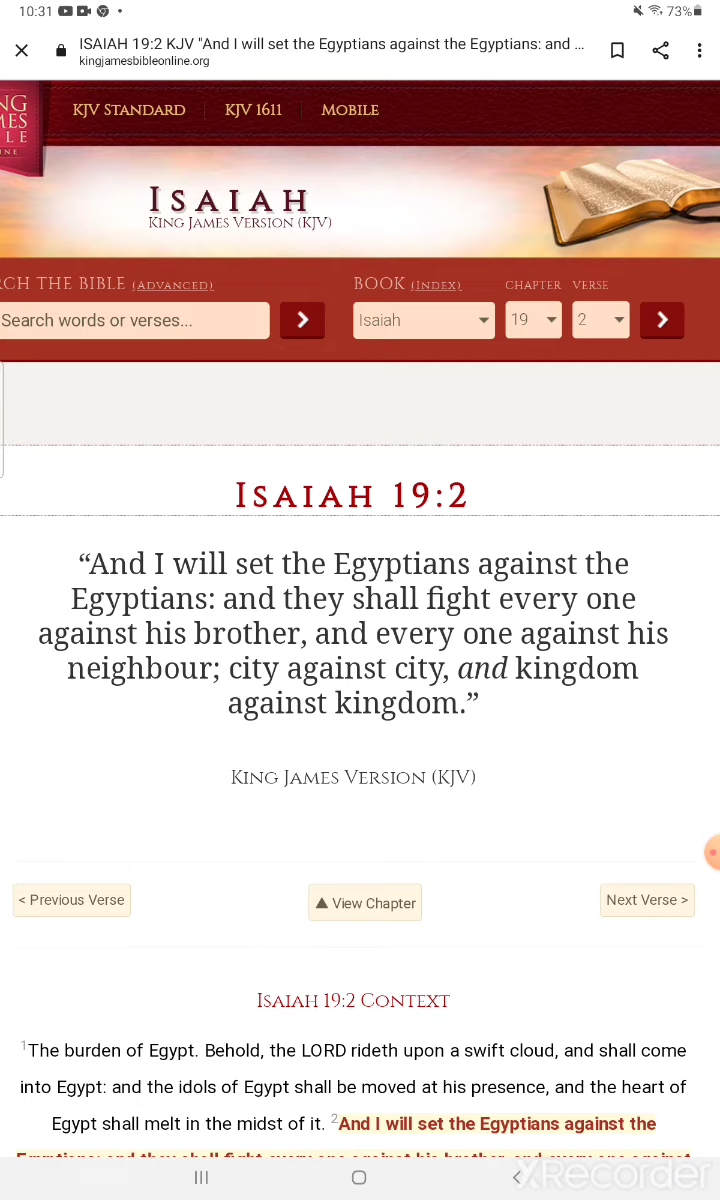 10:31
73%
ISAIAH 19:2 KJV "And I will set the Egyptians against the Egyptians: and ...
kingjamesbibleonline.org
KJV STANDARD KJV 1611 MOBILE
ISAIAH
KING JAMES VERSION (KJV)
BOOK (INDEX) CHAPTER VERSE
THE BIBLE (ADVANCED)
Search words or verses...
Isaiah
19
2
ISAIAH 19:2
“And I will set the Egyptians against the
Egyptians: and they shall fight every one
against his brother, and every one against his
neighbour; city against city, and kingdom
against kingdom.”
KING JAMES VERSION (KJV)
< Previous Verse
▲ View Chapter
Next Verse >
ISAIAH 19:2 CONTEXT
1The burden of Egypt. Behold, the LORD rideth upon a swift cloud, and shall come
into Egypt: and the idols of Egypt shall be moved at his presence, and the heart of
Egypt shall melt in the midst of it. 2And I will set the Egyptians against the
XRecorder